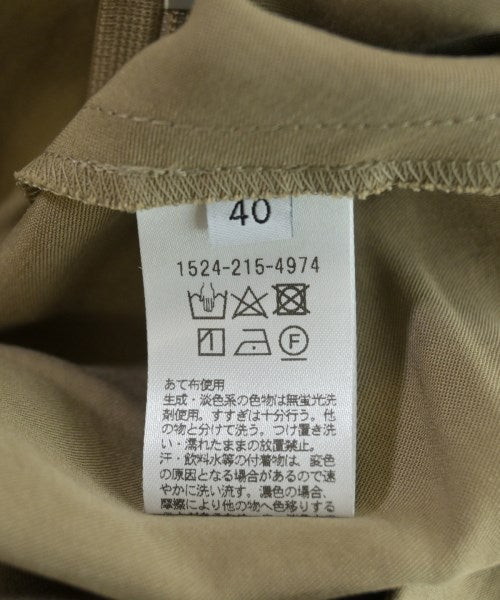 40
1524-215-4974
F
あて布使用
生成・淡色系の色物は無蛍光洗
剤使用。すすぎは十分行う。他
の物と分けて洗う。つけ置き洗
い・濡れたままの放置禁止。
汗・飲料水等の付着物は、変色
の原因となる場合があるので速
やかに洗い流す。濃色の場合、
摩擦により他の物へ色移りする